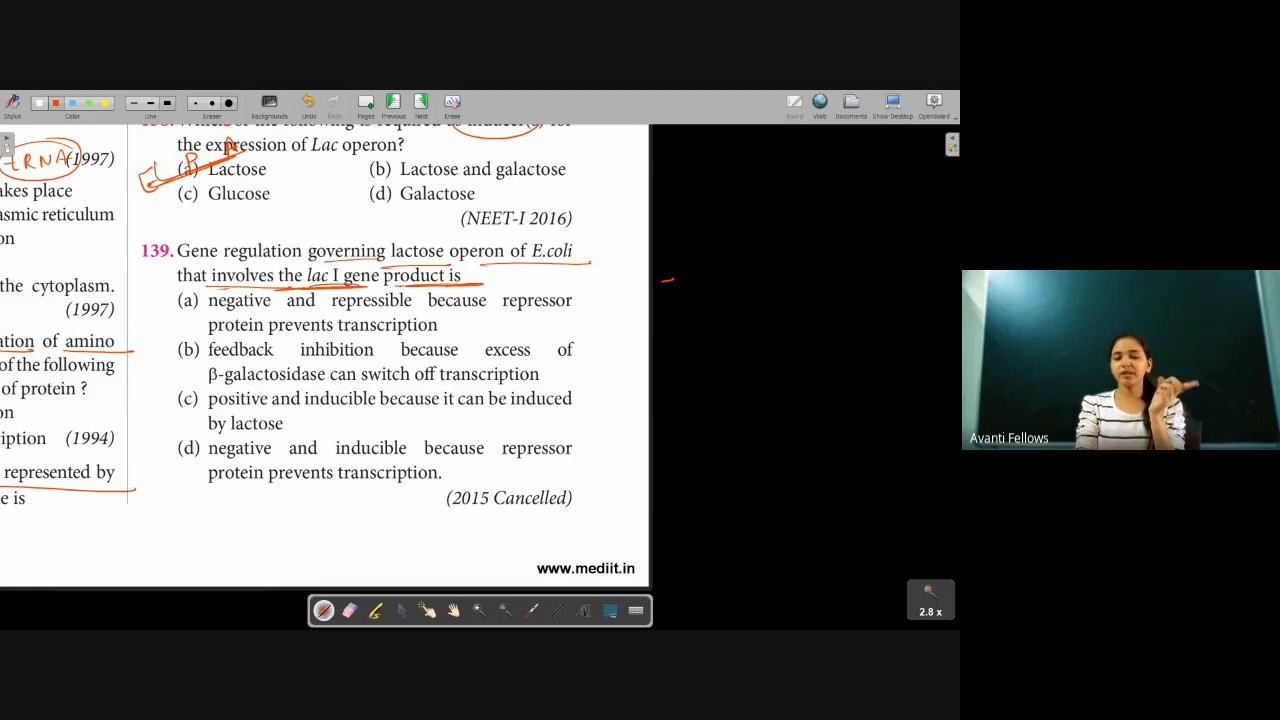 Stylus
Color
Line
Eraser
Backgrounds
Undo
Redo
Pages
Previous
Next
Erase
Board
Web
Documents
Show Desktop
OpenBoard
tRNA
(1997)
akes place
asmic reticulum
on
the cytoplasm.
(1997)
ation of amino
of the following
of protein ?
on
ription (1994)
represented by
e is
the expression of Lac operon?
(a) Lactose
(b) Lactose and galactose
(c) Glucose
(d) Galactose
(NEET-I 2016)
139. Gene regulation governing lactose operon of E.coli
that involves the lac I gene product is
(a) negative and repressible because repressor
protein prevents transcription
(b) feedback inhibition because excess of
β-galactosidase can switch off transcription
(c) positive and inducible because it can be induced
by lactose
(d) negative and inducible because repressor
protein prevents transcription.
(2015 Cancelled)
www.mediit.in
2.8 x
Avanti Fellows